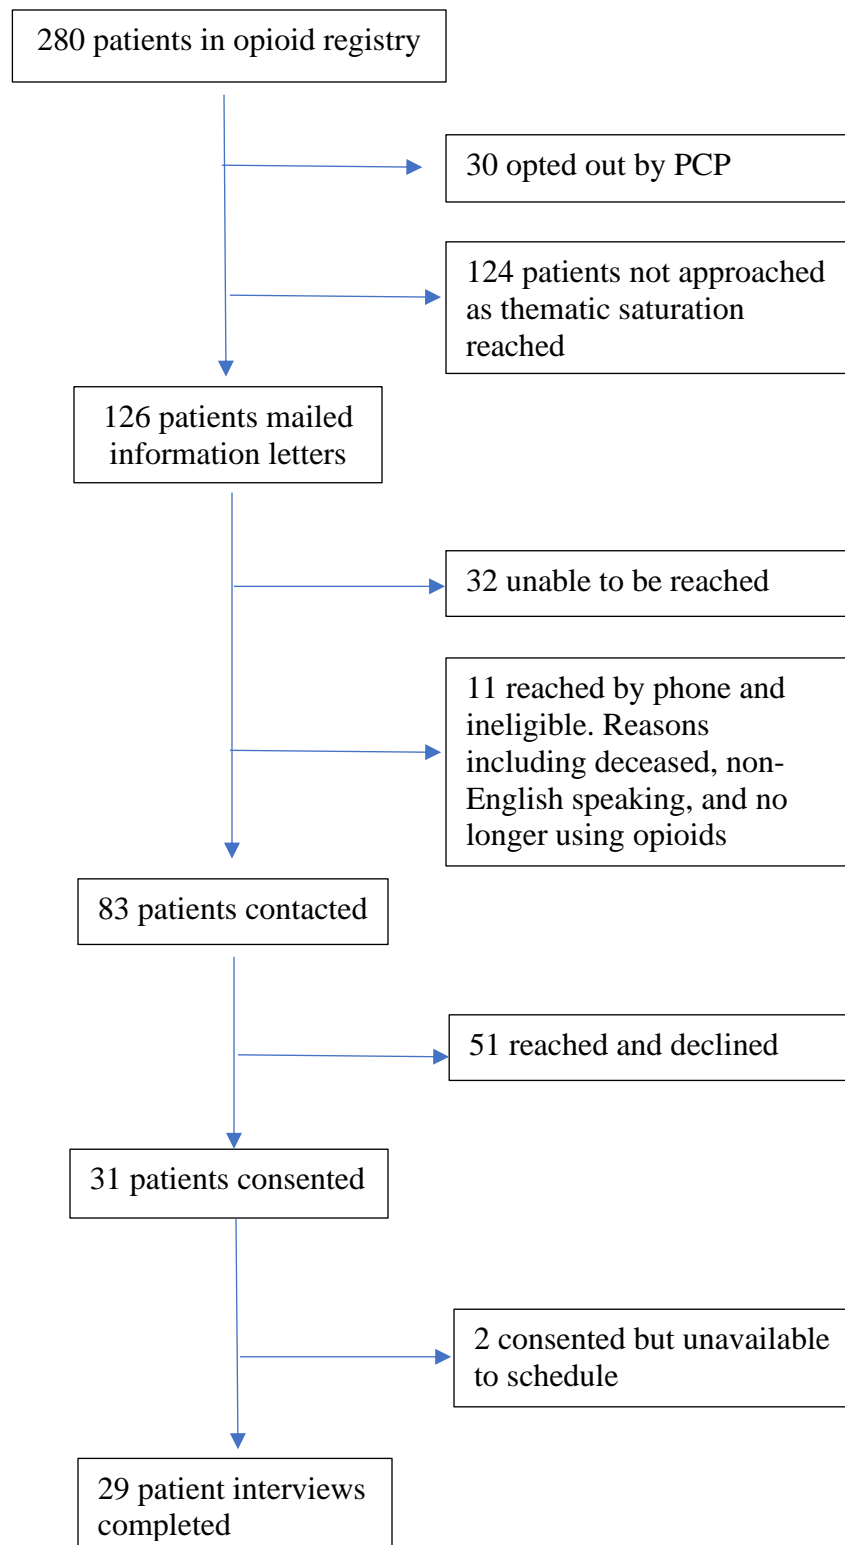 280 patients in opioid registry
30 opted out by PCP
124 patients not approached
as thematic saturation
reached
126 patients mailed
information letters
32 unable to be reached
11 reached by phone and
ineligible. Reasons
including deceased, non-
English speaking, and no
longer using opioids
83 patients contacted
51 reached and declined
31 patients consented
2 consented but unavailable
to schedule
29 patient interviews
completed